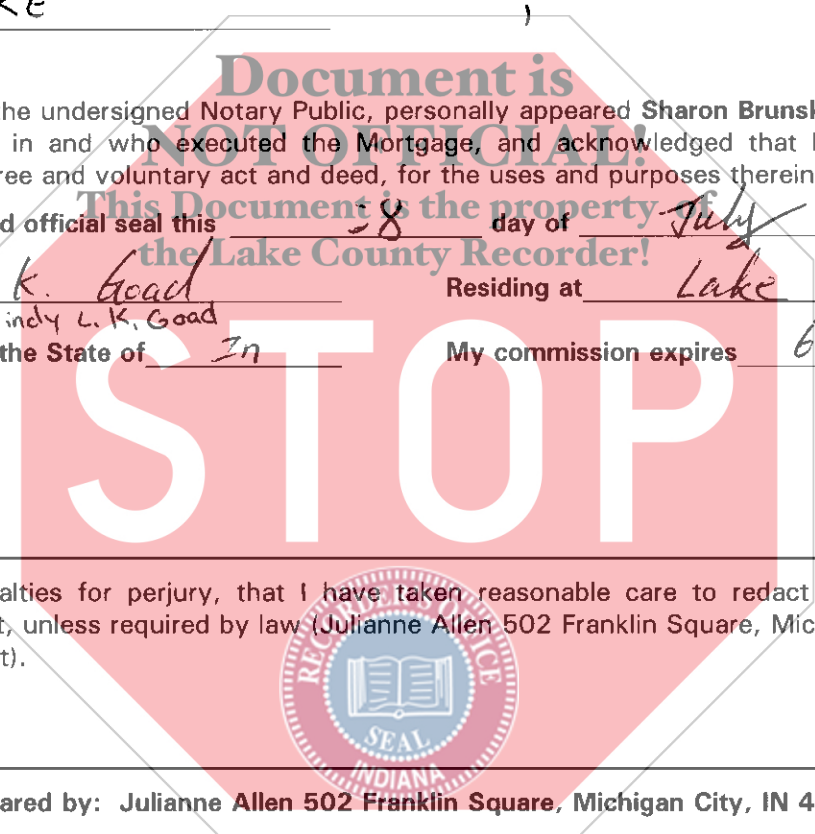 KE
Document is
the undersigned Notary Public, personally appeared Sharon Brunsk
NOT OFFICIAL!
in and who executed the Mortgage, and acknowledged that
ree and voluntary act and deed, for the uses and purposes therein
This Document is the property of
d official seal this 28 day of July
the Lake County Recorder!
K. Goad Residing at Lake
indy L. K. Goad
the State of In My commission expires 6
STOP
alties for perjury, that I have taken reasonable care to redact
t, unless required by law (Julianne Allen 502 Franklin Square, Mic
t).
RECORDER'S OFFICE
SEAL
INDIANA
ared by: Julianne Allen 502 Franklin Square, Michigan City, IN 4